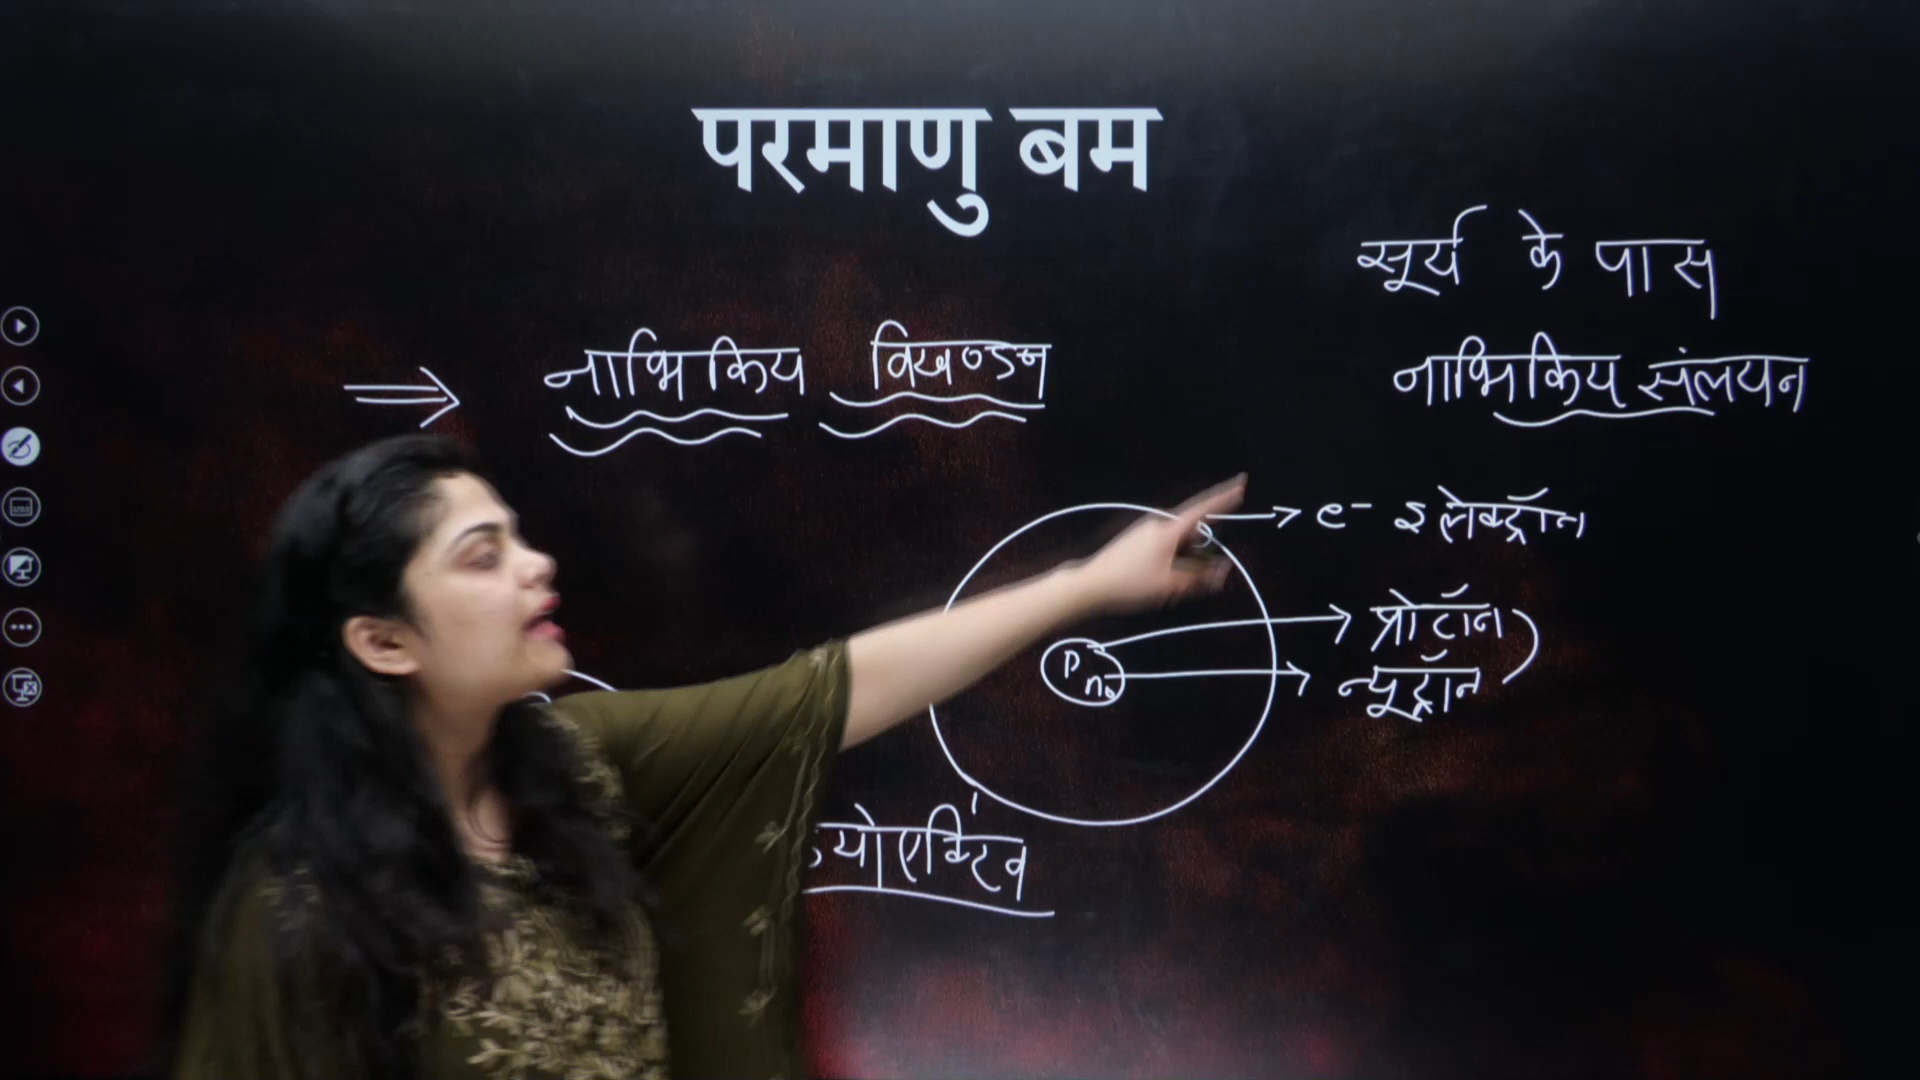 परमाणु बम
सूर्य के पास
नाभिकिय विखण्डन
नाभिकिय संलयन
e- इलेक्ट्रॉन
प्रोटॉन
न्यूट्रॉन
P
n